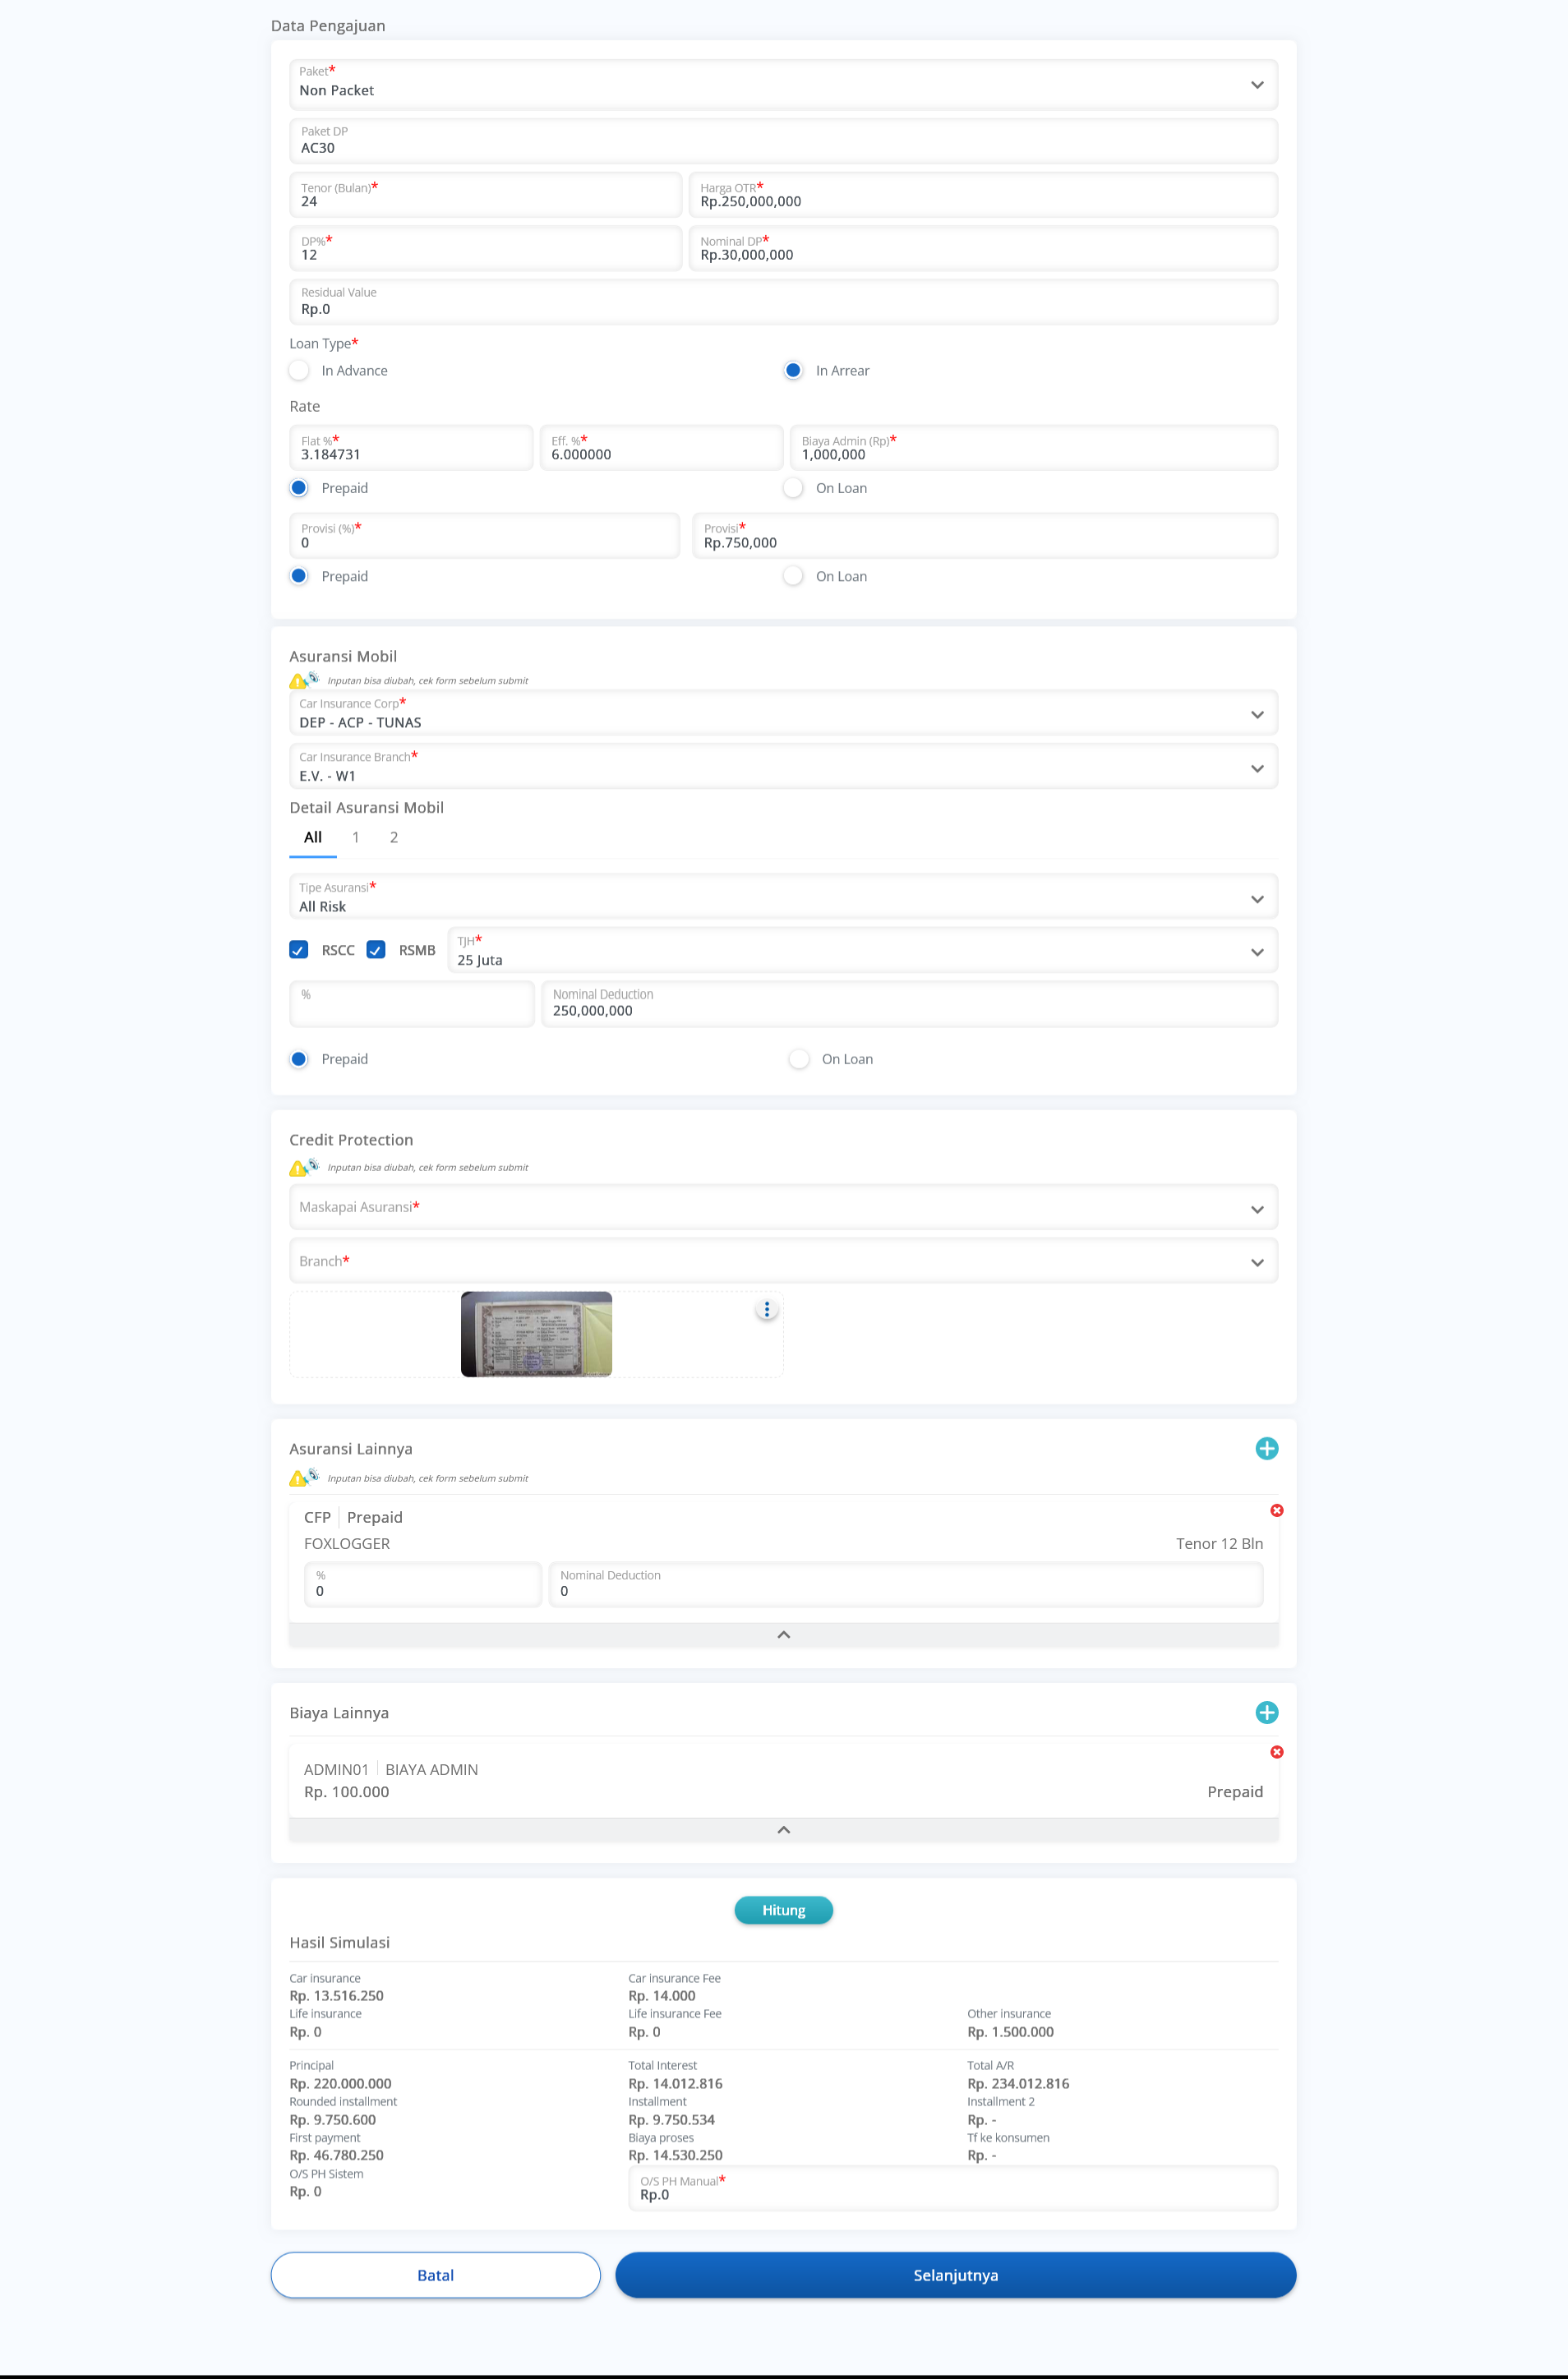 Data Pengajuan
Paket*
Non Packet
Paket DP
AC30
Tenor (Bulan)*
24
Harga OTR*
Rp.250,000,000
DP%*
12
Nominal DP*
Rp.30,000,000
Residual Value
Rp.0
Loan Type*
In Advance
In Arrear
Rate
Flat %*
3.184731
Eff. %*
6.000000
Biaya Admin (Rp)*
1,000,000
Prepaid
On Loan
Provisi (%)*
0
Provisi*
Rp.750,000
Prepaid
On Loan
Asuransi Mobil
Inputan bisa diubah, cek form sebelum submit
Car Insurance Corp*
DEP - ACP - TUNAS
Car Insurance Branch*
E.V. - W1
Detail Asuransi Mobil
All 1 2
Tipe Asuransi*
All Risk
RSCC RSMB
TJH*
25 Juta
%
Nominal Deduction
250,000,000
Prepaid
On Loan
Credit Protection
Inputan bisa diubah, cek form sebelum submit
Maskapai Asuransi*
Branch*
Asuransi Lainnya
Inputan bisa diubah, cek form sebelum submit
CFP Prepaid
FOXLOGGER Tenor 12 Bln
%
0
Nominal Deduction
0
Biaya Lainnya
ADMIN01 BIAYA ADMIN
Rp. 100.000 Prepaid
Hitung
Hasil Simulasi
Car insurance Car insurance Fee
Rp. 13.516.250 Rp. 14.000
Life insurance Life insurance Fee Other insurance
Rp. 0 Rp. 0 Rp. 1.500.000
Principal Total Interest Total A/R
Rp. 220.000.000 Rp. 14.012.816 Rp. 234.012.816
Rounded installment Installment Installment 2
Rp. 9.750.600 Rp. 9.750.534 Rp. -
First payment Biaya proses Tf ke konsumen
Rp. 46.780.250 Rp. 14.530.250 Rp. -
O/S PH Sistem
Rp. 0
O/S PH Manual*
Rp.0
Batal
Selanjutnya